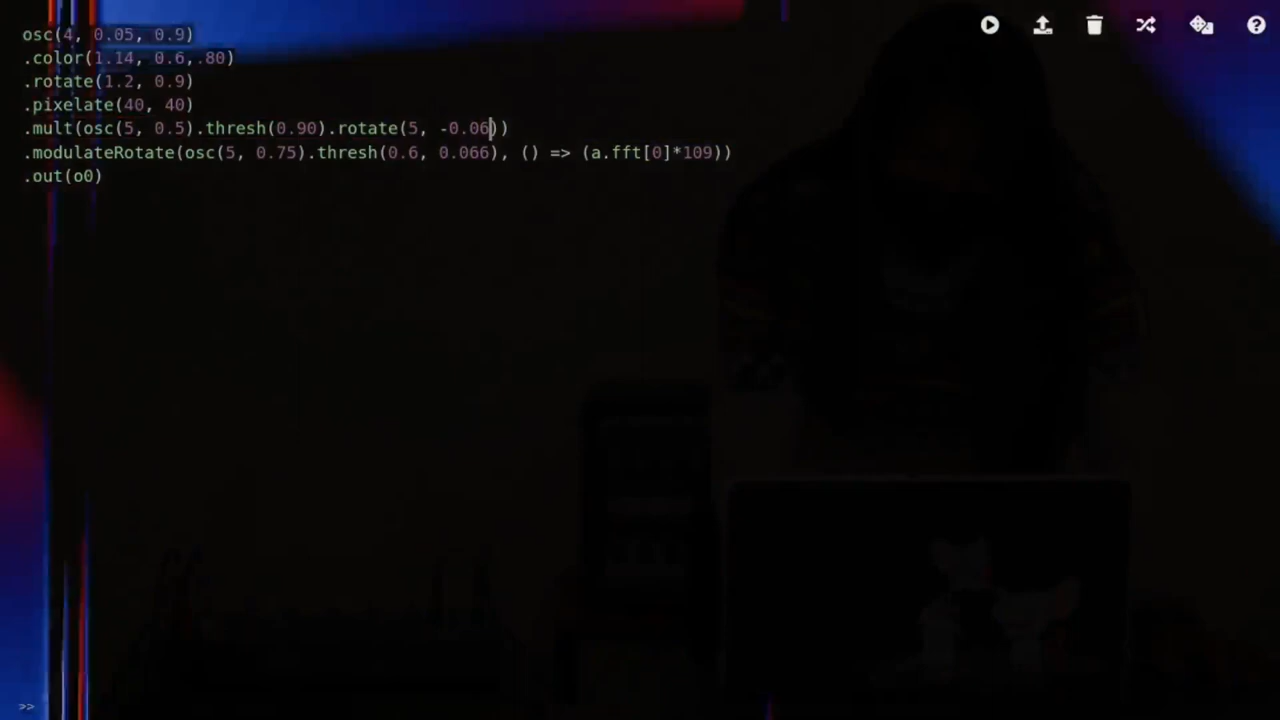 osc(4, 0.05, 0.9)
.color(1.14, 0.6,.80)
.rotate(1.2, 0.9)
.pixelate(40, 40)
.mult(osc(5, 0.5).thresh(0.90).rotate(5, -0.06))
.modulateRotate(osc(5, 0.75).thresh(0.6, 0.066), () => (a.fft[0]*109))
.out(o0)
>>